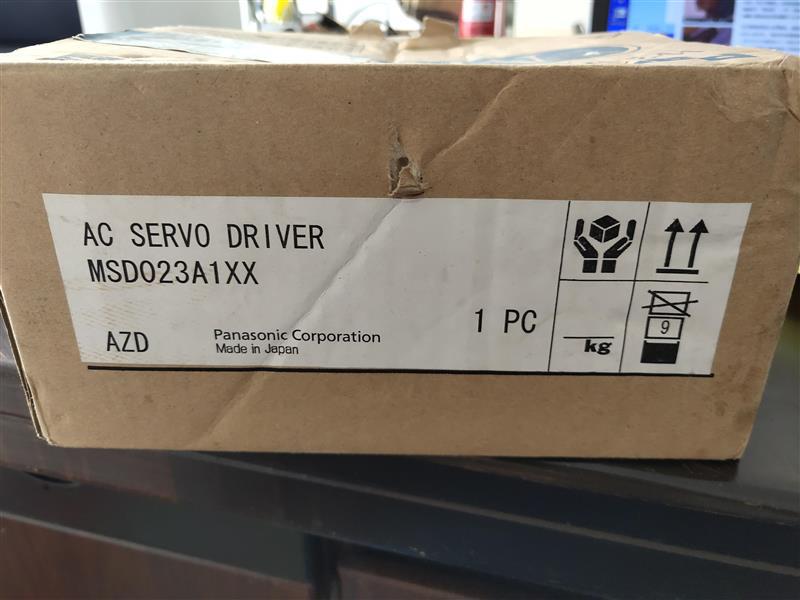 AC SERVO DRIVER
MSD023A1XX
1 PC
AZD
Panasonic Corporation
Made in Japan
kg
9